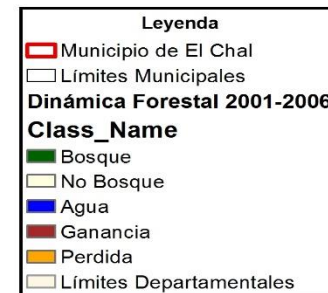 Leyenda
Municipio de El Chal
Límites Municipales
Dinámica Forestal 2001-2006
Class_Name
Bosque
No Bosque
Agua
Ganancia
Perdida
Límites Departamentales